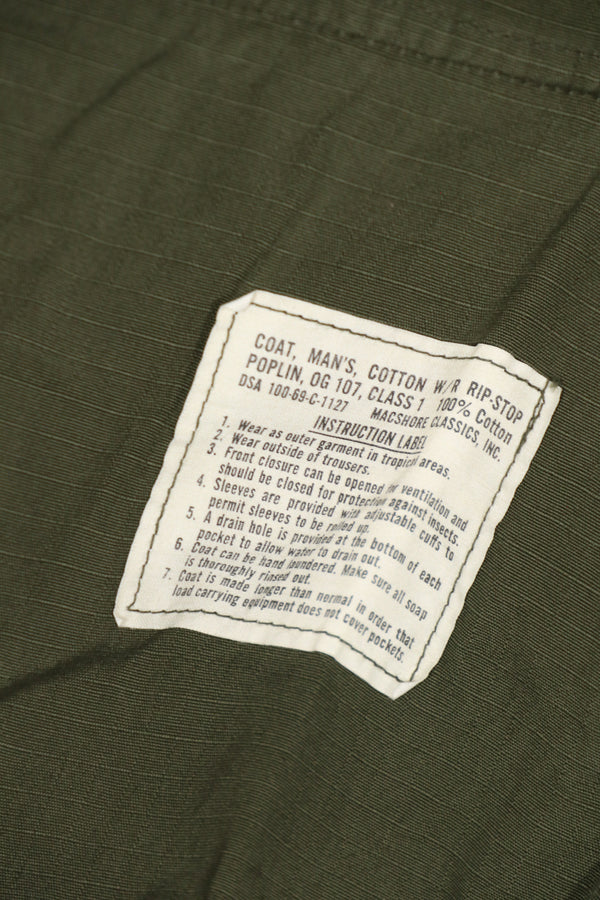 COAT, MAN'S, COTTON W/R RIP-STOP
POPLIN, OG 107, CLASS 1 100% Cotton
DSA 100-69-C-1127 MACSHORE CLASSICS, INC.
INSTRUCTION LABEL
1. Wear as outer garment in tropical areas.
2. Wear outside of trousers.
3. Front closure can be opened for ventilation and
should be closed for protection against insects.
4. Sleeves are provided with adjustable cuffs to
permit sleeves to be rolled up.
5. A drain hole is provided at the bottom of each
pocket to allow water to drain out.
6. Coat can be hand laundered. Make sure all soap
is thoroughly rinsed out.
7. Coat is made longer than normal in order that
load carrying equipment does not cover pockets.